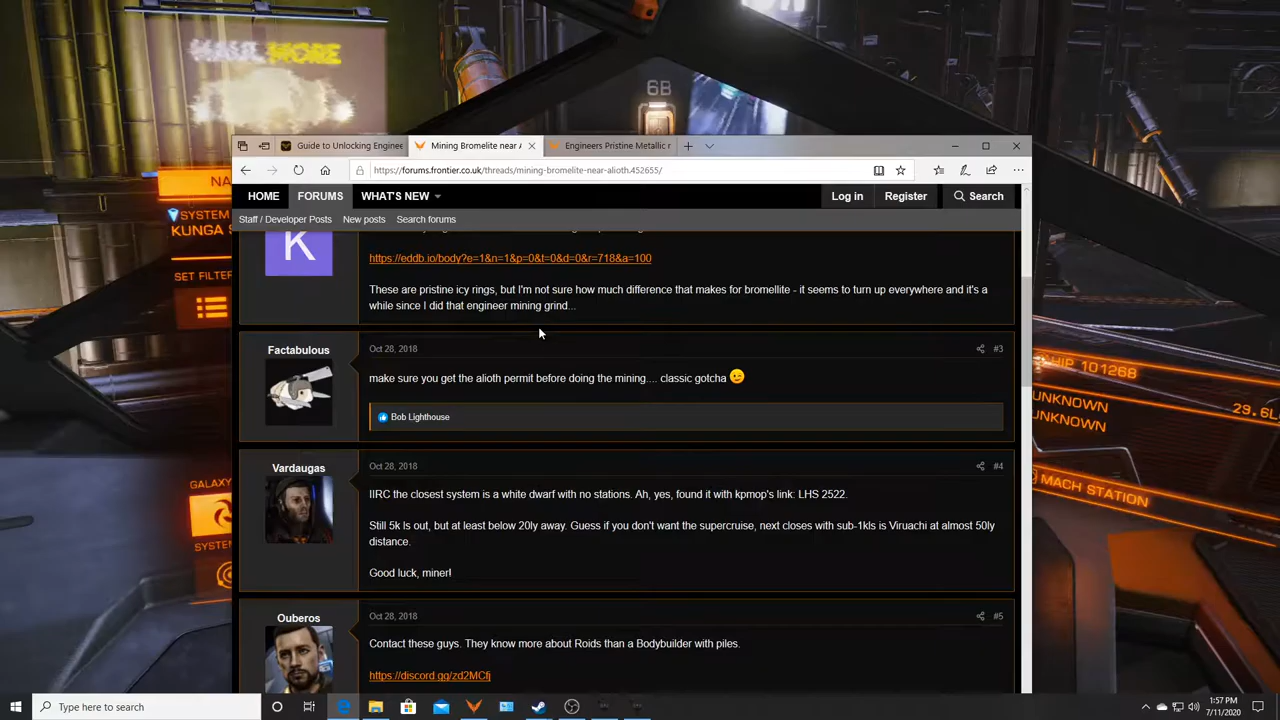 HAUL MORE
6B
Guide to Unlocking Enginee
Mining Bromelite near A
Engineers Pristine Metallic r
https://forums.frontier.co.uk/threads/mining-bromelite-near-alioth.452655/
HOME FORUMS WHAT'S NEW Log in Register Search
Staff / Developer Posts New posts Search forums
NA
SYSTEM
KUNGA S
SET FILTER
K
https://eddb.io/body?e=1&n=1&p=0&t=0&d=0&r=718&a=100
These are pristine icy rings, but I'm not sure how much difference that makes for bromellite - it seems to turn up everywhere and it's a
while since I did that engineer mining grind...
Factabulous
Oct 28, 2018
#3
make sure you get the alioth permit before doing the mining.... classic gotcha 😉
Bob Lighthouse
SHIP 101268
UNKNOWN
UNKNOWN
29.6L
Vardaugas
Oct 28, 2018
#4
IIRC the closest system is a white dwarf with no stations. Ah, yes, found it with kpmop's link: LHS 2522.
Still 5k ls out, but at least below 20ly away. Guess if you don't want the supercruise, next closes with sub-1kls is Viruachi at almost 50ly
distance.
Good luck, miner!
GALAXY
SYSTEM
MACH STATION
Ouberos
Oct 28, 2018
#5
Contact these guys. They know more about Roids than a Bodybuilder with piles.
https://discord.gg/zd2MCfj
Type here to search
1:57 PM
7/11/2020